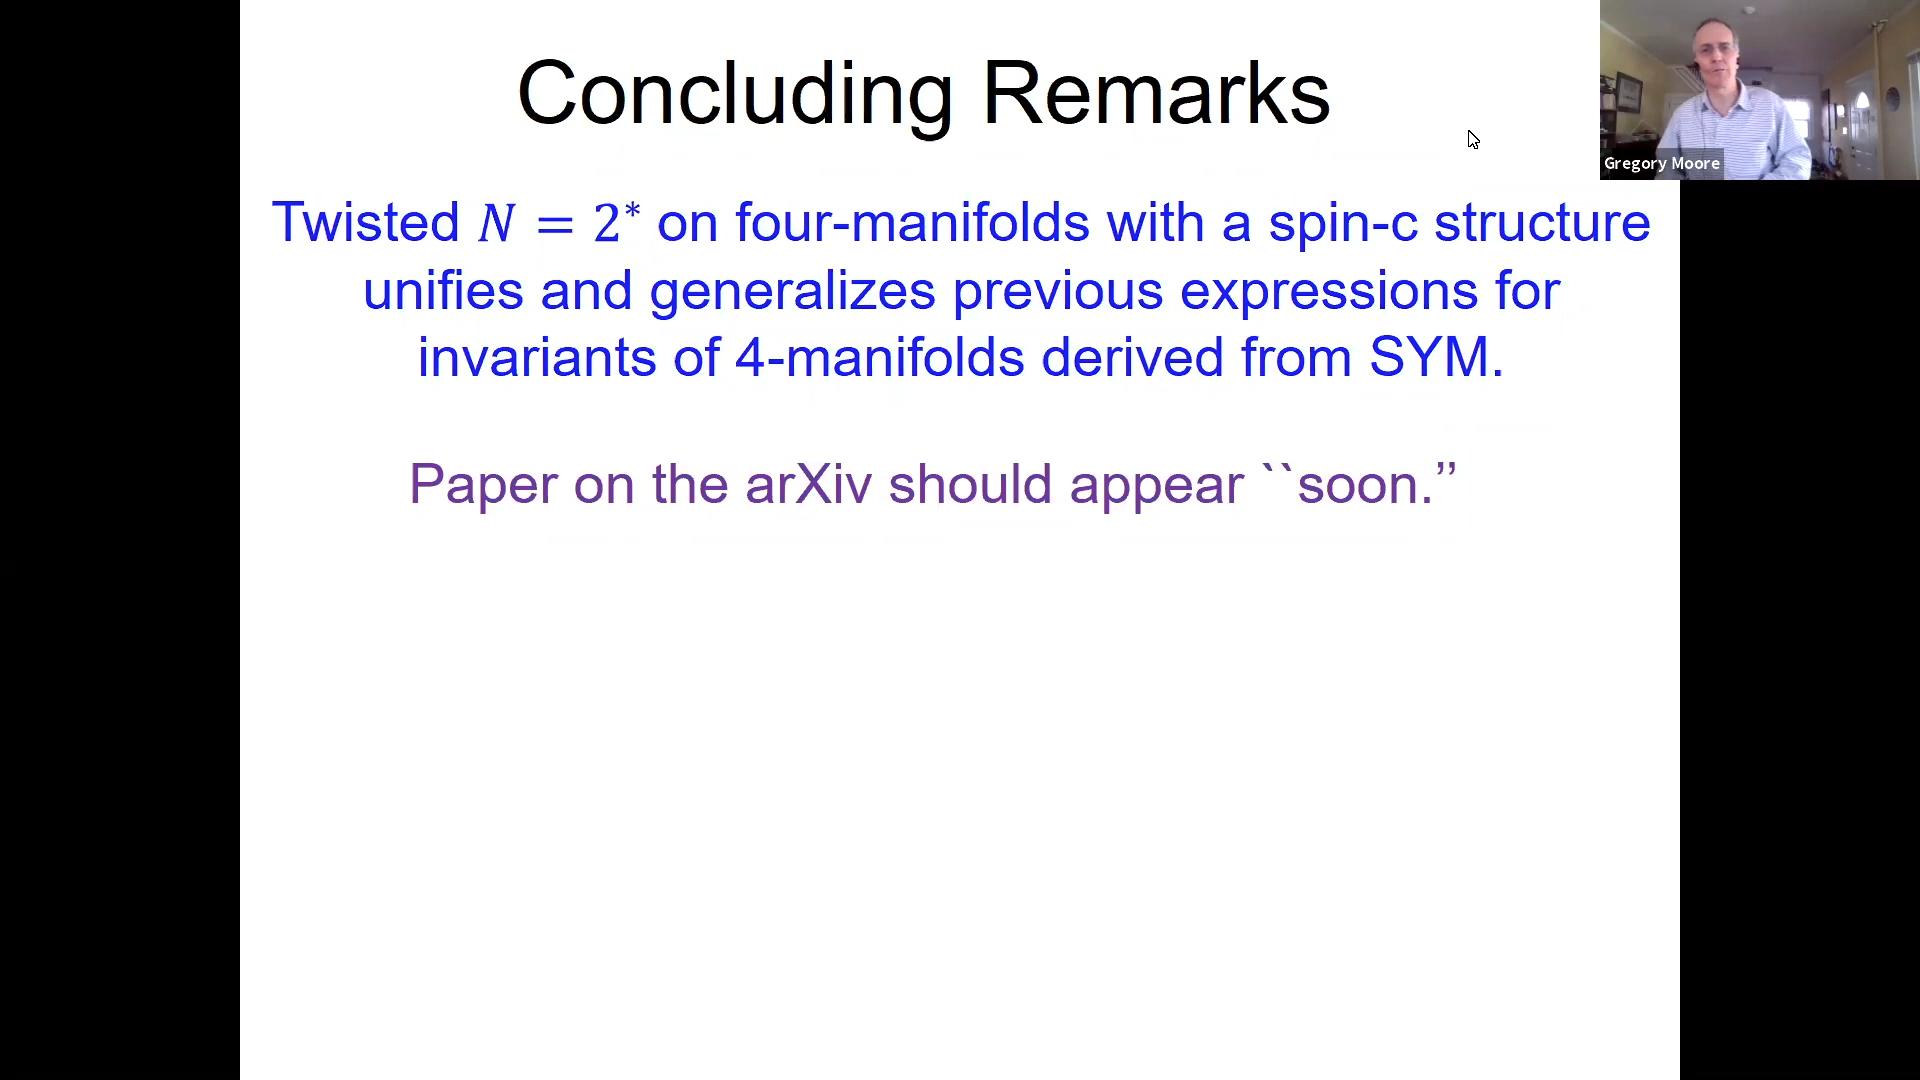 Concluding Remarks
Gregory Moore
Twisted N = 2* on four-manifolds with a spin-c structure
unifies and generalizes previous expressions for
invariants of 4-manifolds derived from SYM.
Paper on the arXiv should appear ``soon.’’